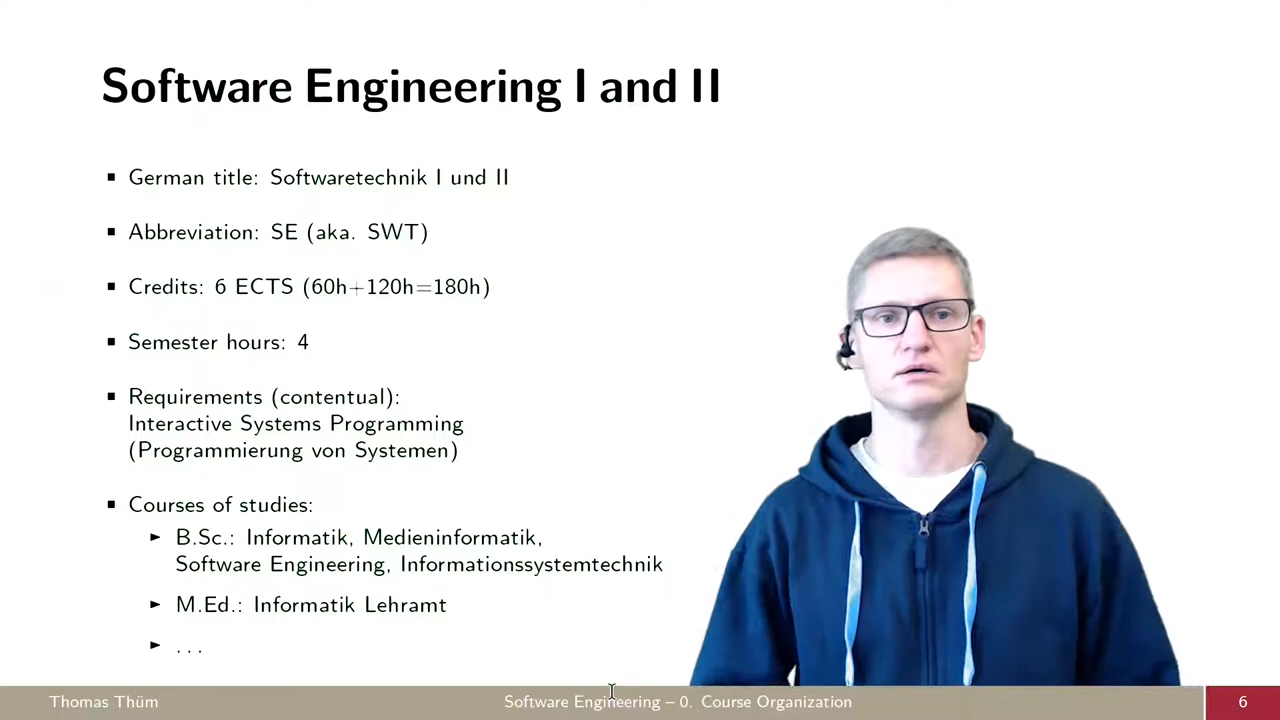 Software Engineering I and II
German title: Softwaretechnik I und II
Abbreviation: SE (aka. SWT)
Credits: 6 ECTS (60h+120h=180h)
Semester hours: 4
Requirements (contentual):
Interactive Systems Programming
(Programmierung von Systemen)
Courses of studies:
B.Sc.: Informatik, Medieninformatik,
Software Engineering, Informationssystemtechnik
M.Ed.: Informatik Lehramt
. . .
Thomas Thüm
Software Engineering – 0. Course Organization
6